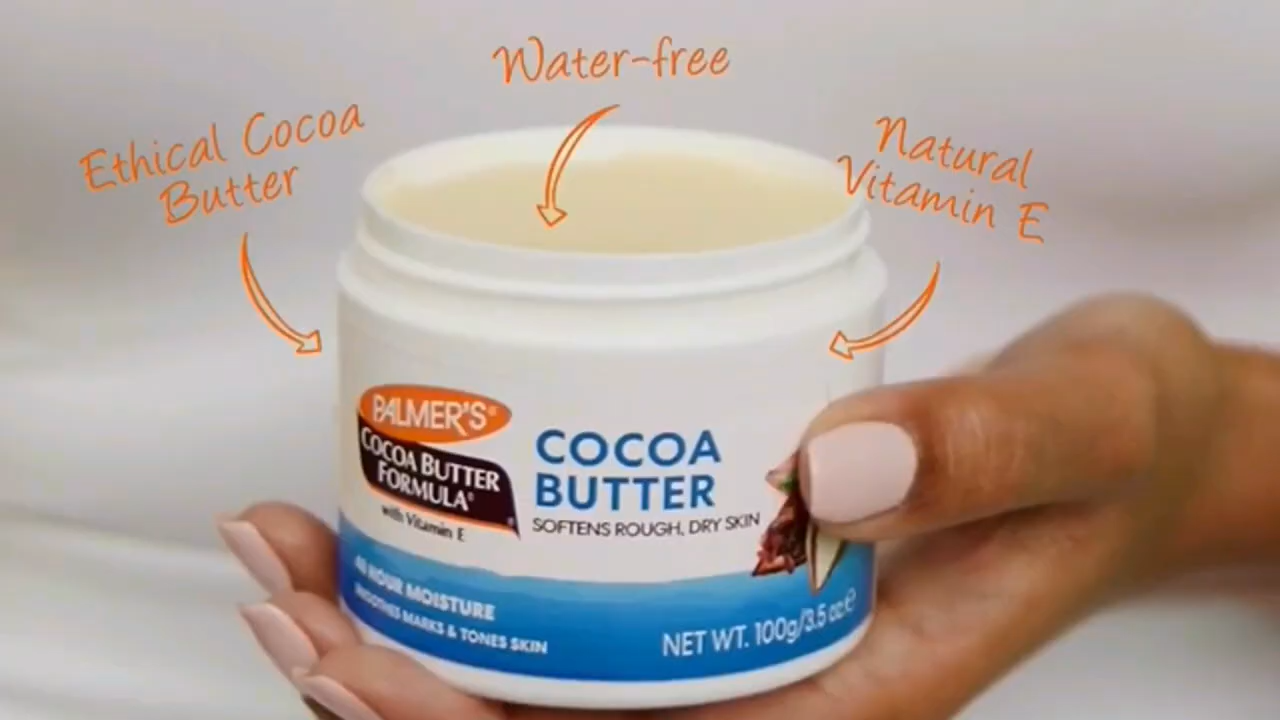 Water-free
Ethical Cocoa
Butter
Natural
Vitamin E
PALMER'S®
COCOA BUTTER
FORMULA®
with Vitamin E
COCOA
BUTTER
SOFTENS ROUGH, DRY SKIN
48 HOUR MOISTURE
SMOOTHES MARKS & TONES SKIN
NET WT. 100g/3.5 oz ℮